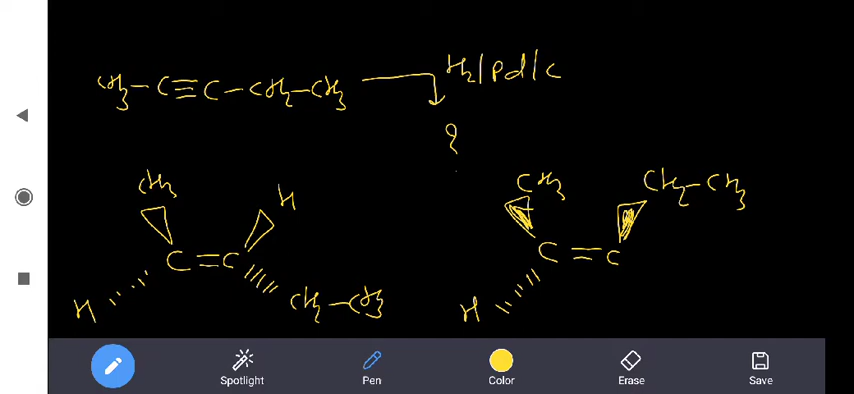 CH3-C≡C-CH2-CH3
H2/Pd/C
?
CH3 H
C=C
H CH2-CH3
CH3 CH2-CH3
C=C
H
Spotlight Pen Color Erase Save